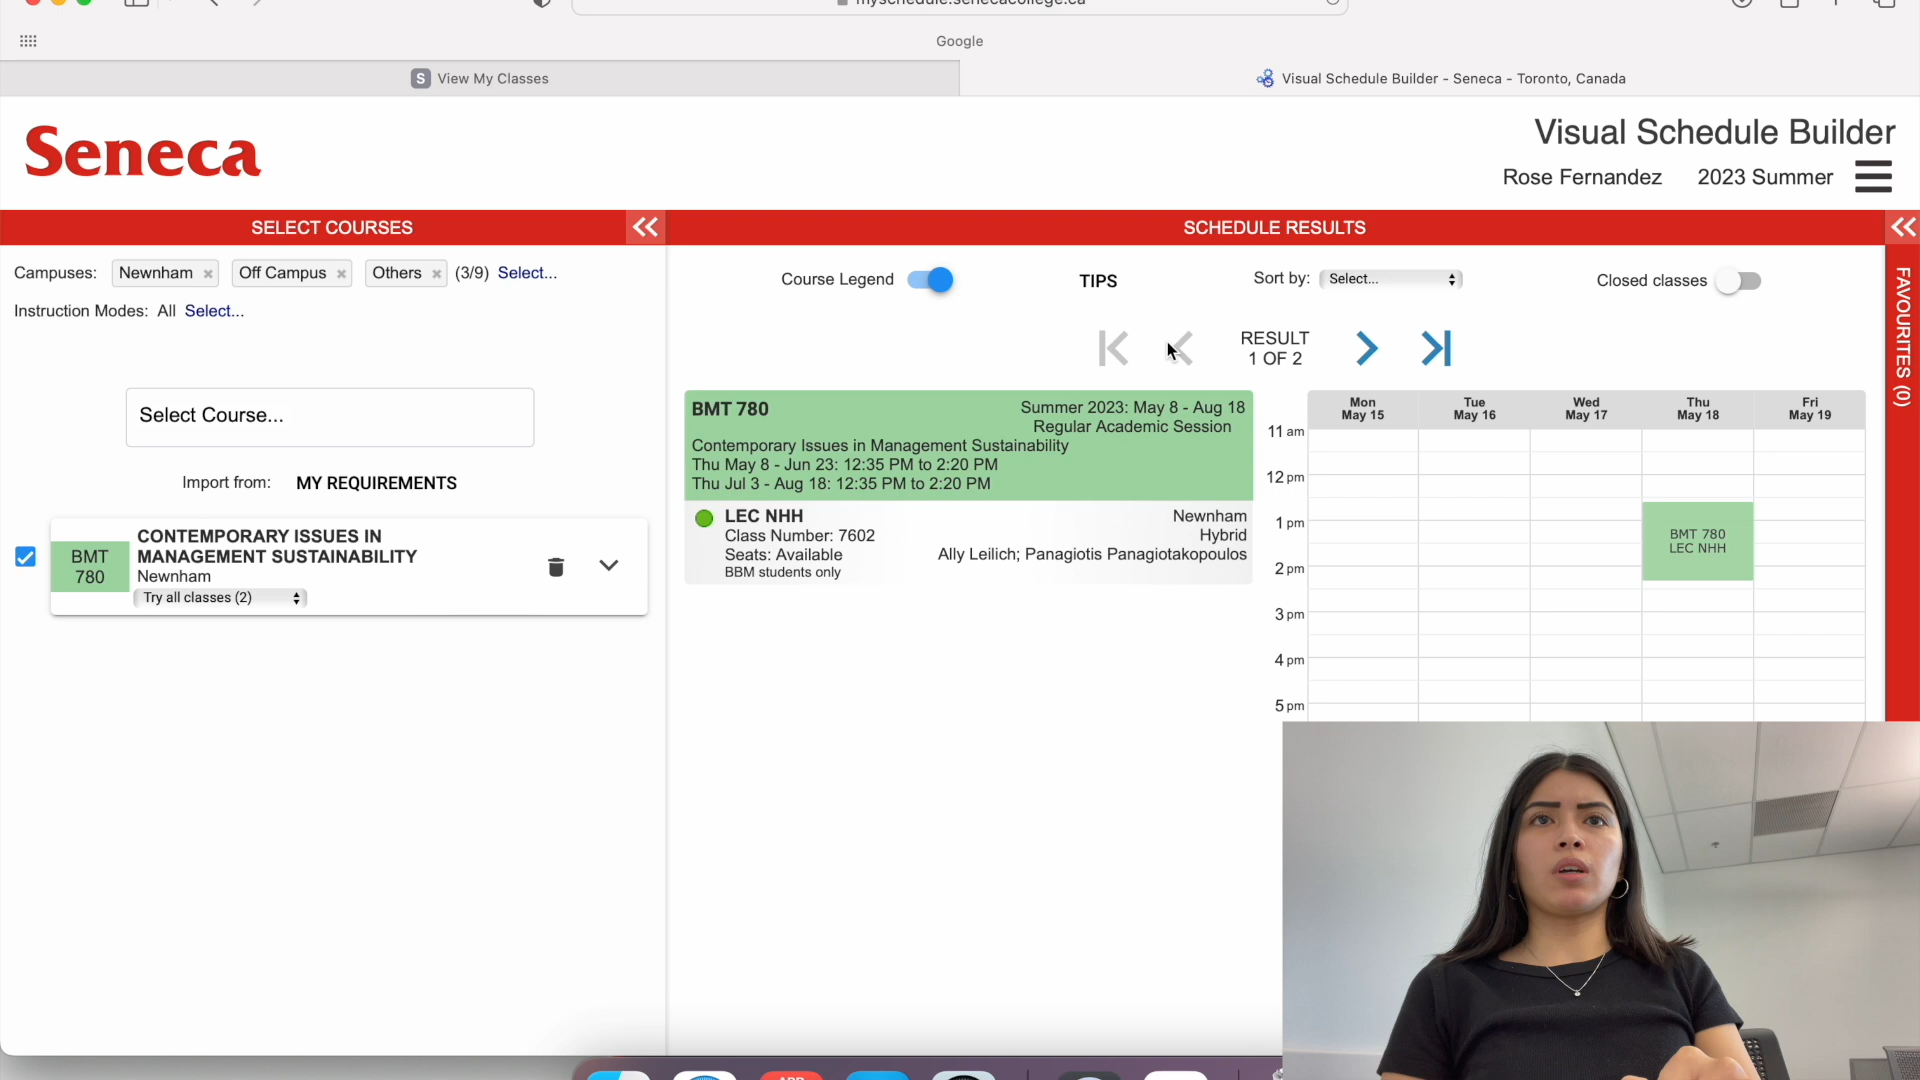 myschedule.senecacollege.ca
Google
S View My Classes
Visual Schedule Builder - Seneca - Toronto, Canada
Seneca
Visual Schedule Builder
Rose Fernandez 2023 Summer
SELECT COURSES
SCHEDULE RESULTS
Campuses: Newnham × Off Campus × Others × (3/9) Select...
Instruction Modes: All Select...
Course Legend
TIPS
Sort by: Select...
Closed classes
FAVOURITES (0)
RESULT
1 OF 2
Select Course...
Import from: MY REQUIREMENTS
BMT
780
CONTEMPORARY ISSUES IN
MANAGEMENT SUSTAINABILITY
Newnham
Try all classes (2)
BMT 780
Summer 2023: May 8 - Aug 18
Regular Academic Session
Contemporary Issues in Management Sustainability
Thu May 8 - Jun 23: 12:35 PM to 2:20 PM
Thu Jul 3 - Aug 18: 12:35 PM to 2:20 PM
LEC NHH
Newnham
Class Number: 7602
Hybrid
Seats: Available
Ally Leilich; Panagiotis Panagiotakopoulos
BBM students only
Mon
May 15
Tue
May 16
Wed
May 17
Thu
May 18
Fri
May 19
11 am
12 pm
1 pm
2 pm
3 pm
4 pm
5 pm
BMT 780
LEC NHH